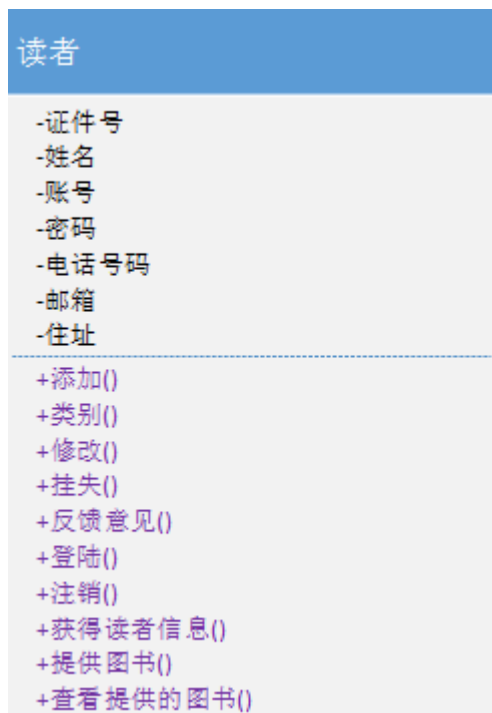 读者
-证件号
-姓名
-账号
-密码
-电话号码
-邮箱
-住址
+添加()
+类别()
+修改()
+挂失()
+反馈意见()
+登陆()
+注销()
+获得读者信息()
+提供图书()
+查看提供的图书()